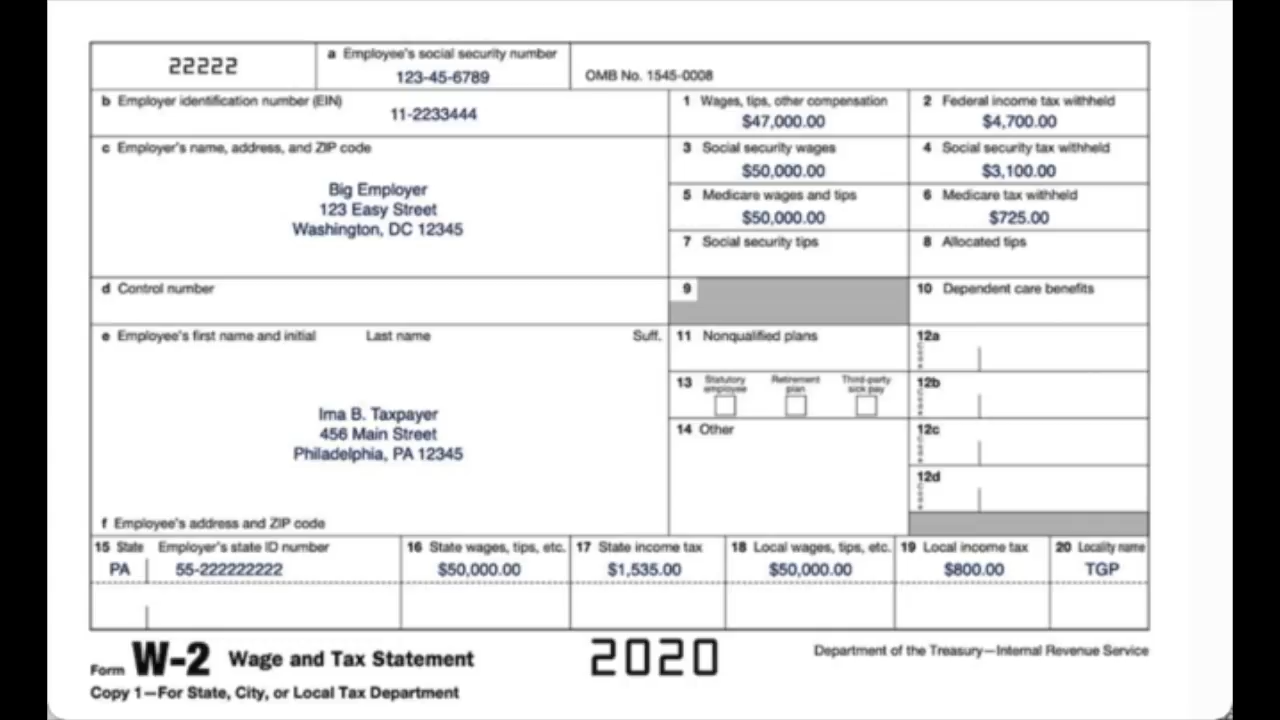 22222
a Employee's social security number
123-45-6789
OMB No. 1545-0008
b Employer identification number (EIN)
11-2233444
1 Wages, tips, other compensation
$47,000.00
2 Federal income tax withheld
$4,700.00
c Employer's name, address, and ZIP code
Big Employer
123 Easy Street
Washington, DC 12345
3 Social security wages
$50,000.00
4 Social security tax withheld
$3,100.00
5 Medicare wages and tips
$50,000.00
6 Medicare tax withheld
$725.00
7 Social security tips
8 Allocated tips
d Control number
9
10 Dependent care benefits
e Employee's first name and initial Last name Suff.
Ima B. Taxpayer
456 Main Street
Philadelphia, PA 12345
f Employee's address and ZIP code
11 Nonqualified plans
12a
13 Statutory employee Retirement plan Third-party sick pay
12b
14 Other
12c
12d
15 State Employer's state ID number
PA 55-222222222
16 State wages, tips, etc.
$50,000.00
17 State income tax
$1,535.00
18 Local wages, tips, etc.
$50,000.00
19 Local income tax
$800.00
20 Locality name
TGP
Form W-2 Wage and Tax Statement
2020
Department of the Treasury—Internal Revenue Service
Copy 1—For State, City, or Local Tax Department